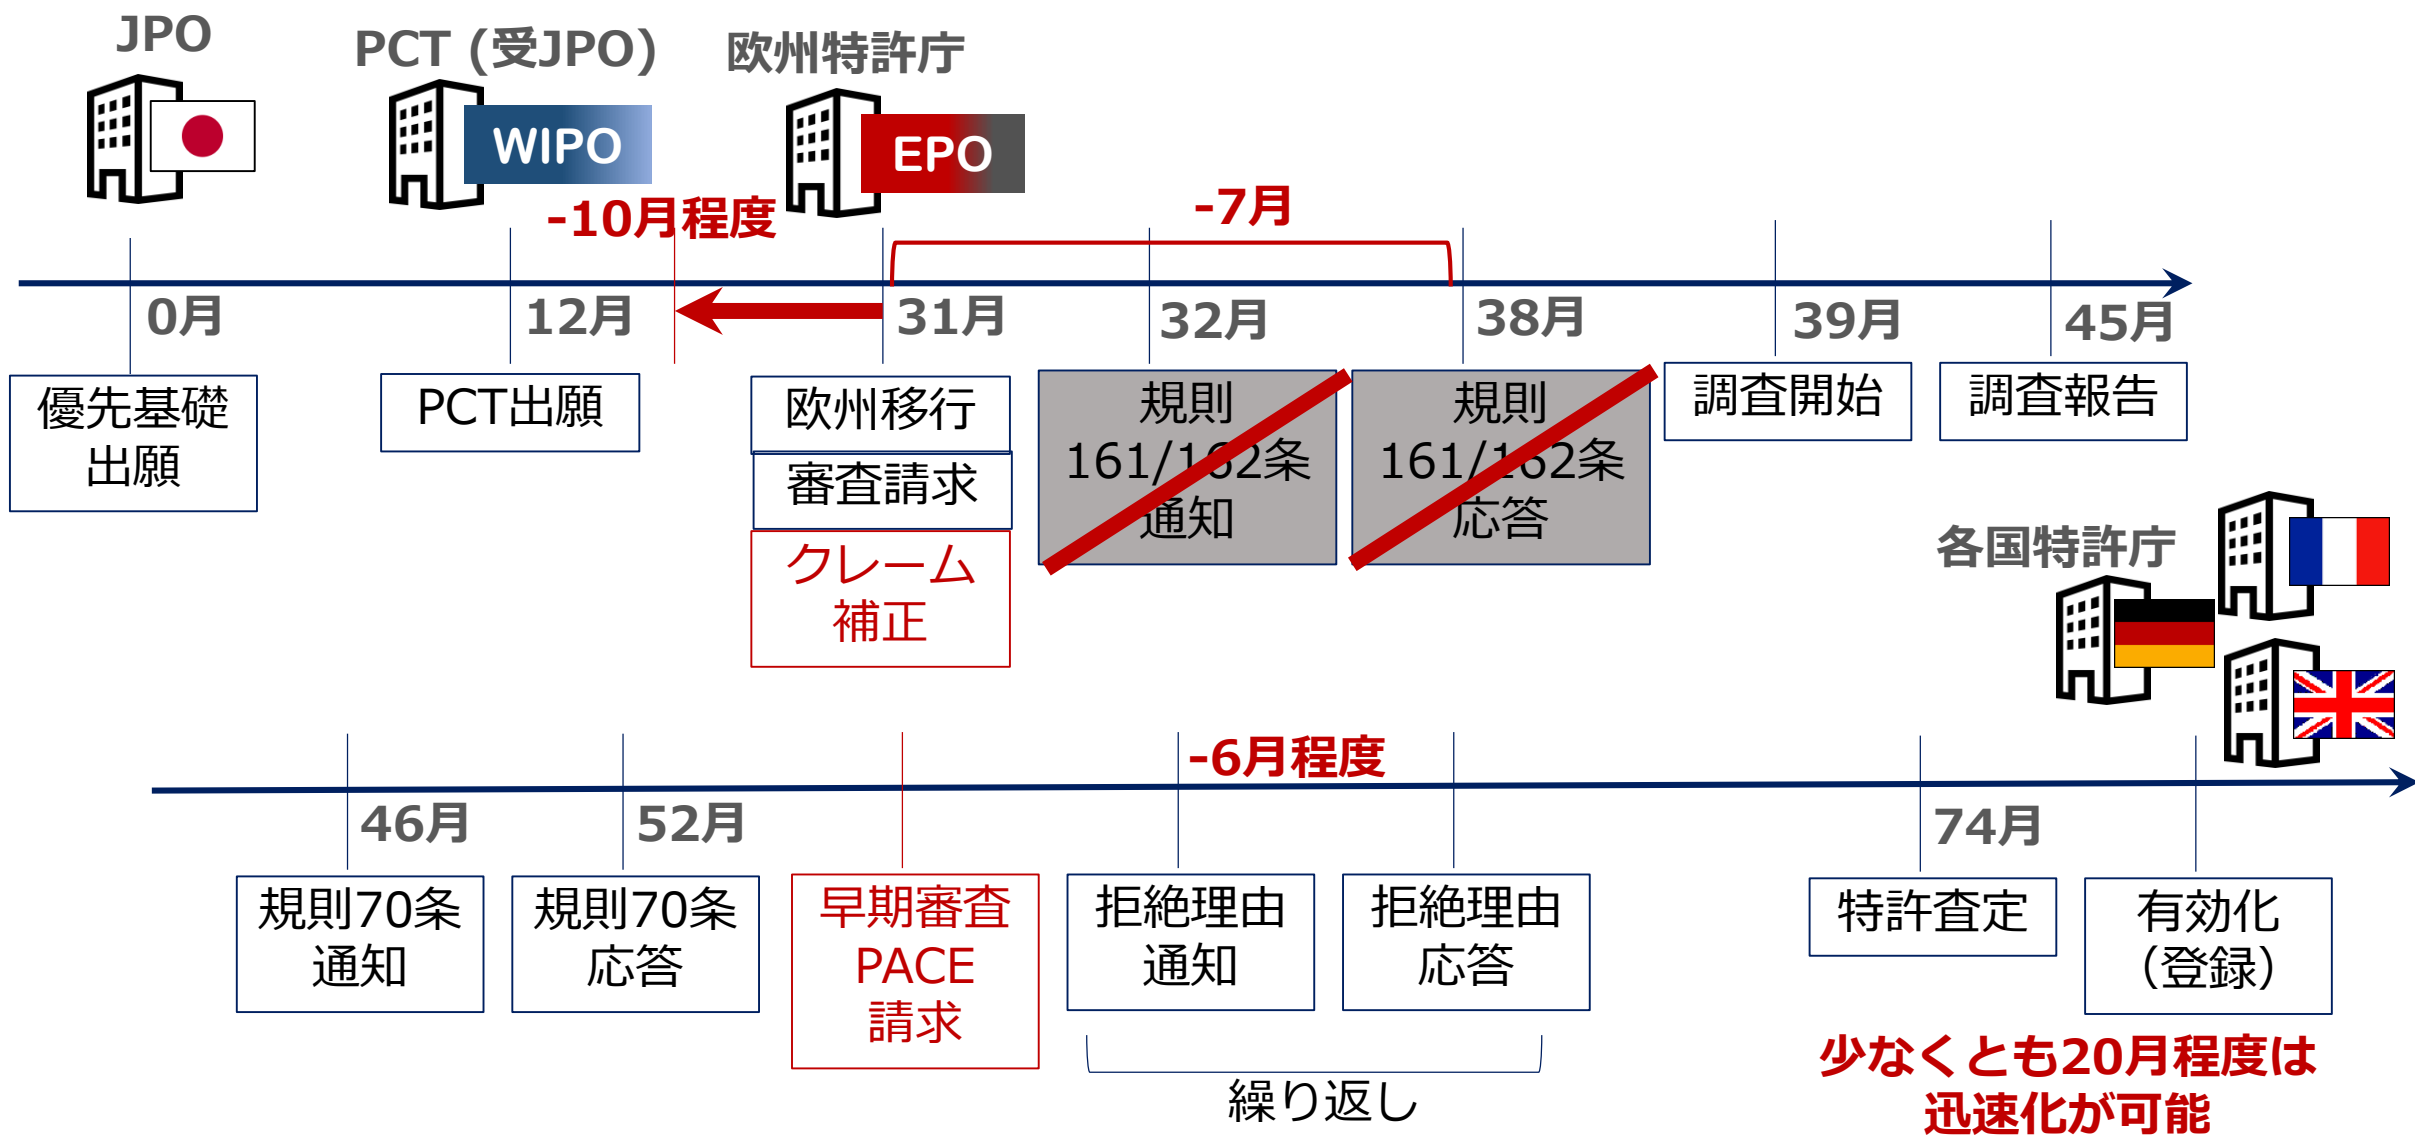 JPO
PCT (受JPO)
欧州特許庁
WIPO
EPO
-10月程度
-7月
0月
12月
31月
32月
38月
39月
45月
優先基礎
出願
PCT出願
欧州移行
審査請求
クレーム
補正
規則
161/162条
通知
規則
161/162条
応答
調査開始
調査報告
各国特許庁
-6月程度
46月
52月
74月
規則70条
通知
規則70条
応答
早期審査
PACE
請求
拒絶理由
通知
拒絶理由
応答
特許査定
有効化
（登録）
繰り返し
少なくとも20月程度は
迅速化が可能